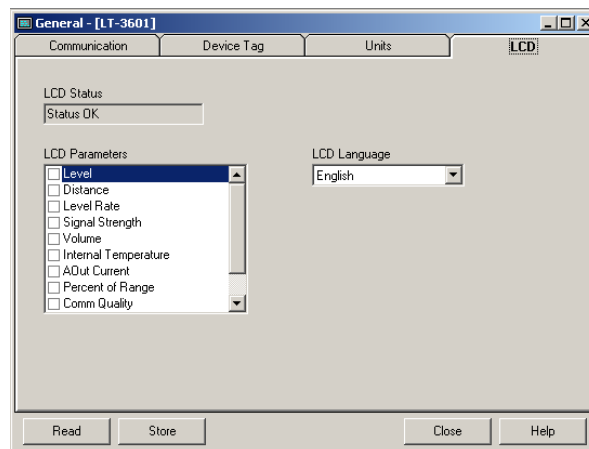 General - [LT-3601]
Communication
Device Tag
Units
LCD
LCD Status
Status OK
LCD Parameters
Level
Distance
Level Rate
Signal Strength
Volume
Internal Temperature
AOut Current
Percent of Range
Comm Quality
LCD Language
English
Read
Store
Close
Help